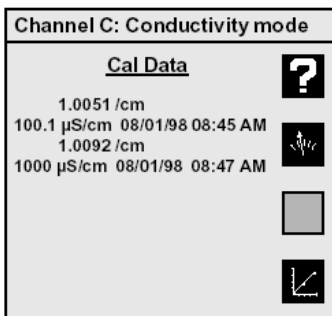 Channel C: Conductivity mode
Cal Data
1.0051 /cm
100.1 µS/cm 08/01/98 08:45 AM
1.0092 /cm
1000 µS/cm 08/01/98 08:47 AM
?